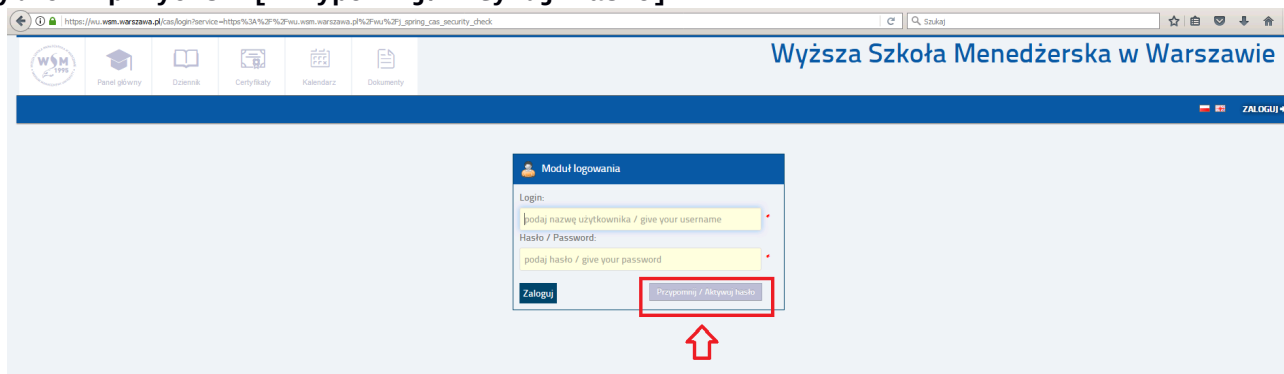 https://wu.wsm.warszawa.pl/cas/login?service=https%3A%2F%2Fwu.wsm.warszawa.pl%2Fwu%2Fj_spring_cas_security_check
Szukaj
WSM
1995
Panel główny
Dziennik
Certyfikaty
Kalendarz
Dokumenty
Wyższa Szkoła Menedżerska w Warszawie
ZALOGUJ
Moduł logowania
Login:
podaj nazwę użytkownika / give your username *
Hasło / Password:
podaj hasło / give your password *
Zaloguj
Przypomnij / Aktywuj hasło